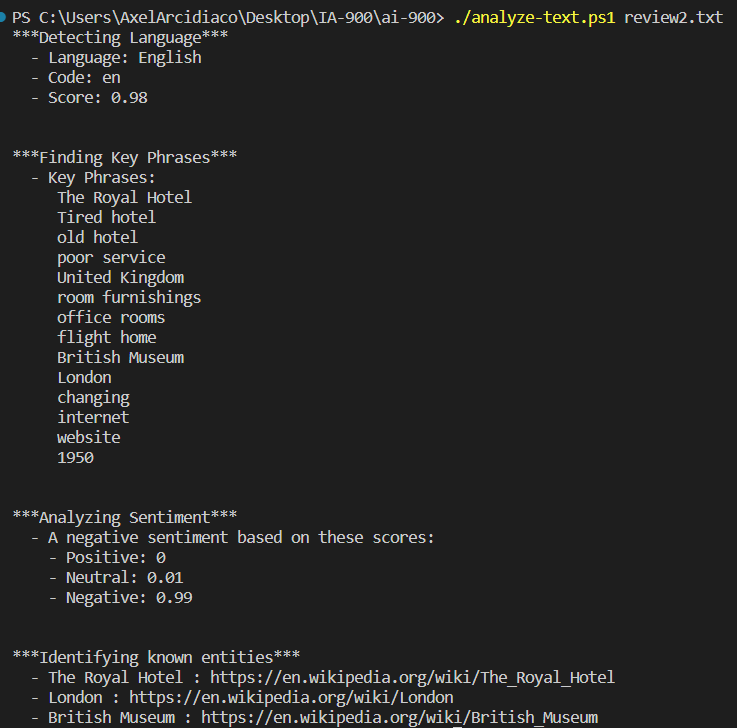 PS C:\Users\AxelArcidiaco\Desktop\IA-900\ai-900> ./analyze-text.ps1 review2.txt
***Detecting Language***
- Language: English
- Code: en
- Score: 0.98
***Finding Key Phrases***
- Key Phrases:
The Royal Hotel
Tired hotel
old hotel
poor service
United Kingdom
room furnishings
office rooms
flight home
British Museum
London
changing
internet
website
1950
***Analyzing Sentiment***
- A negative sentiment based on these scores:
- Positive: 0
- Neutral: 0.01
- Negative: 0.99
***Identifying known entities***
- The Royal Hotel : https://en.wikipedia.org/wiki/The_Royal_Hotel
- London : https://en.wikipedia.org/wiki/London
- British Museum : https://en.wikipedia.org/wiki/British_Museum